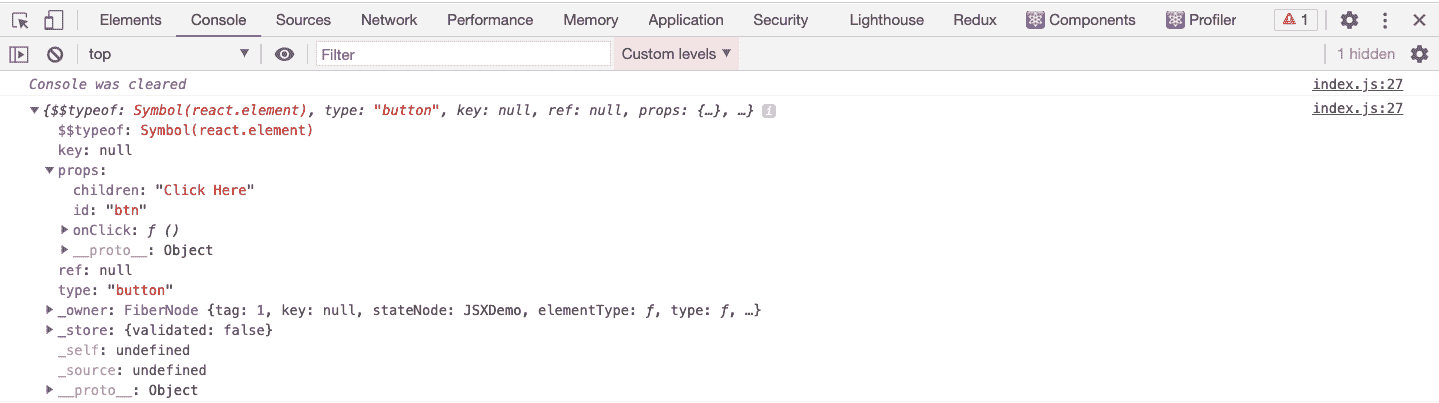 Elements Console Sources Network Performance Memory Application Security Lighthouse Redux Components Profiler 1
top Filter Custom levels 1 hidden
Console was cleared index.js:27
{$$typeof: Symbol(react.element), type: "button", key: null, ref: null, props: {…}, …} i index.js:27
$$typeof: Symbol(react.element)
key: null
props:
children: "Click Here"
id: "btn"
onClick: ƒ ()
__proto__: Object
ref: null
type: "button"
_owner: FiberNode {tag: 1, key: null, stateNode: JSXDemo, elementType: ƒ, type: ƒ, …}
_store: {validated: false}
_self: undefined
_source: undefined
__proto__: Object